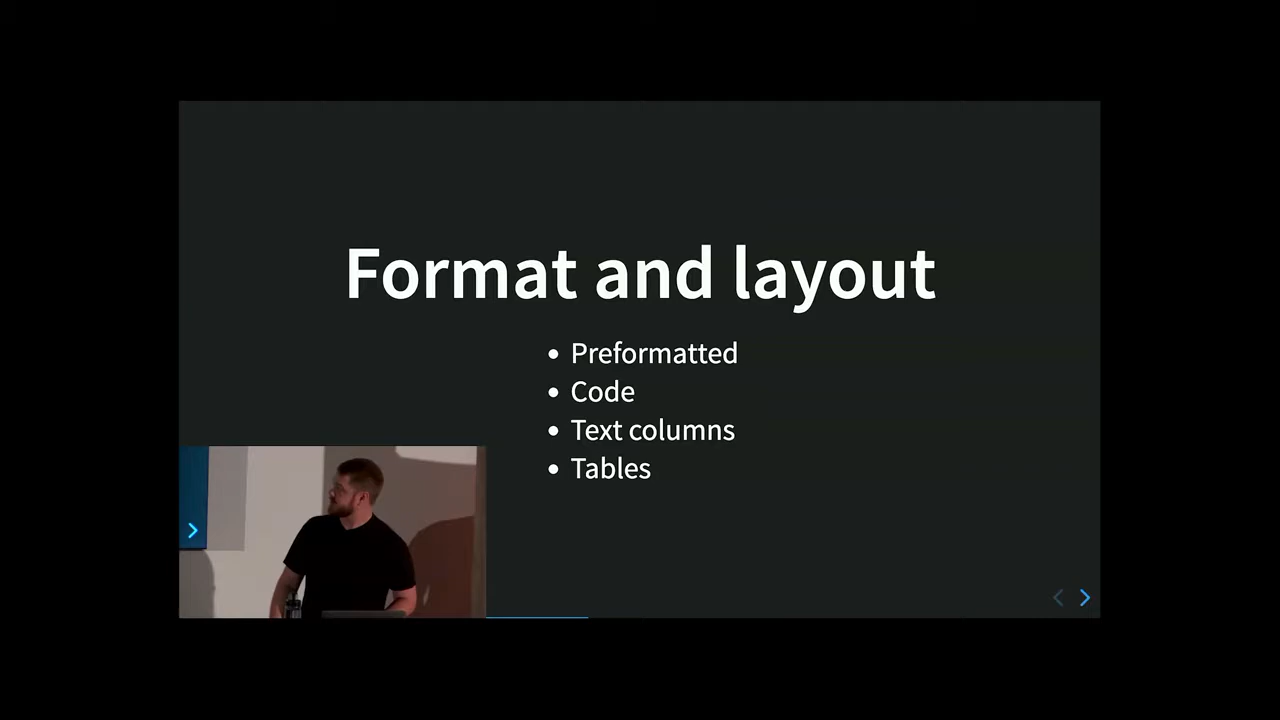 Format and layout
Preformatted
Code
Text columns
Tables